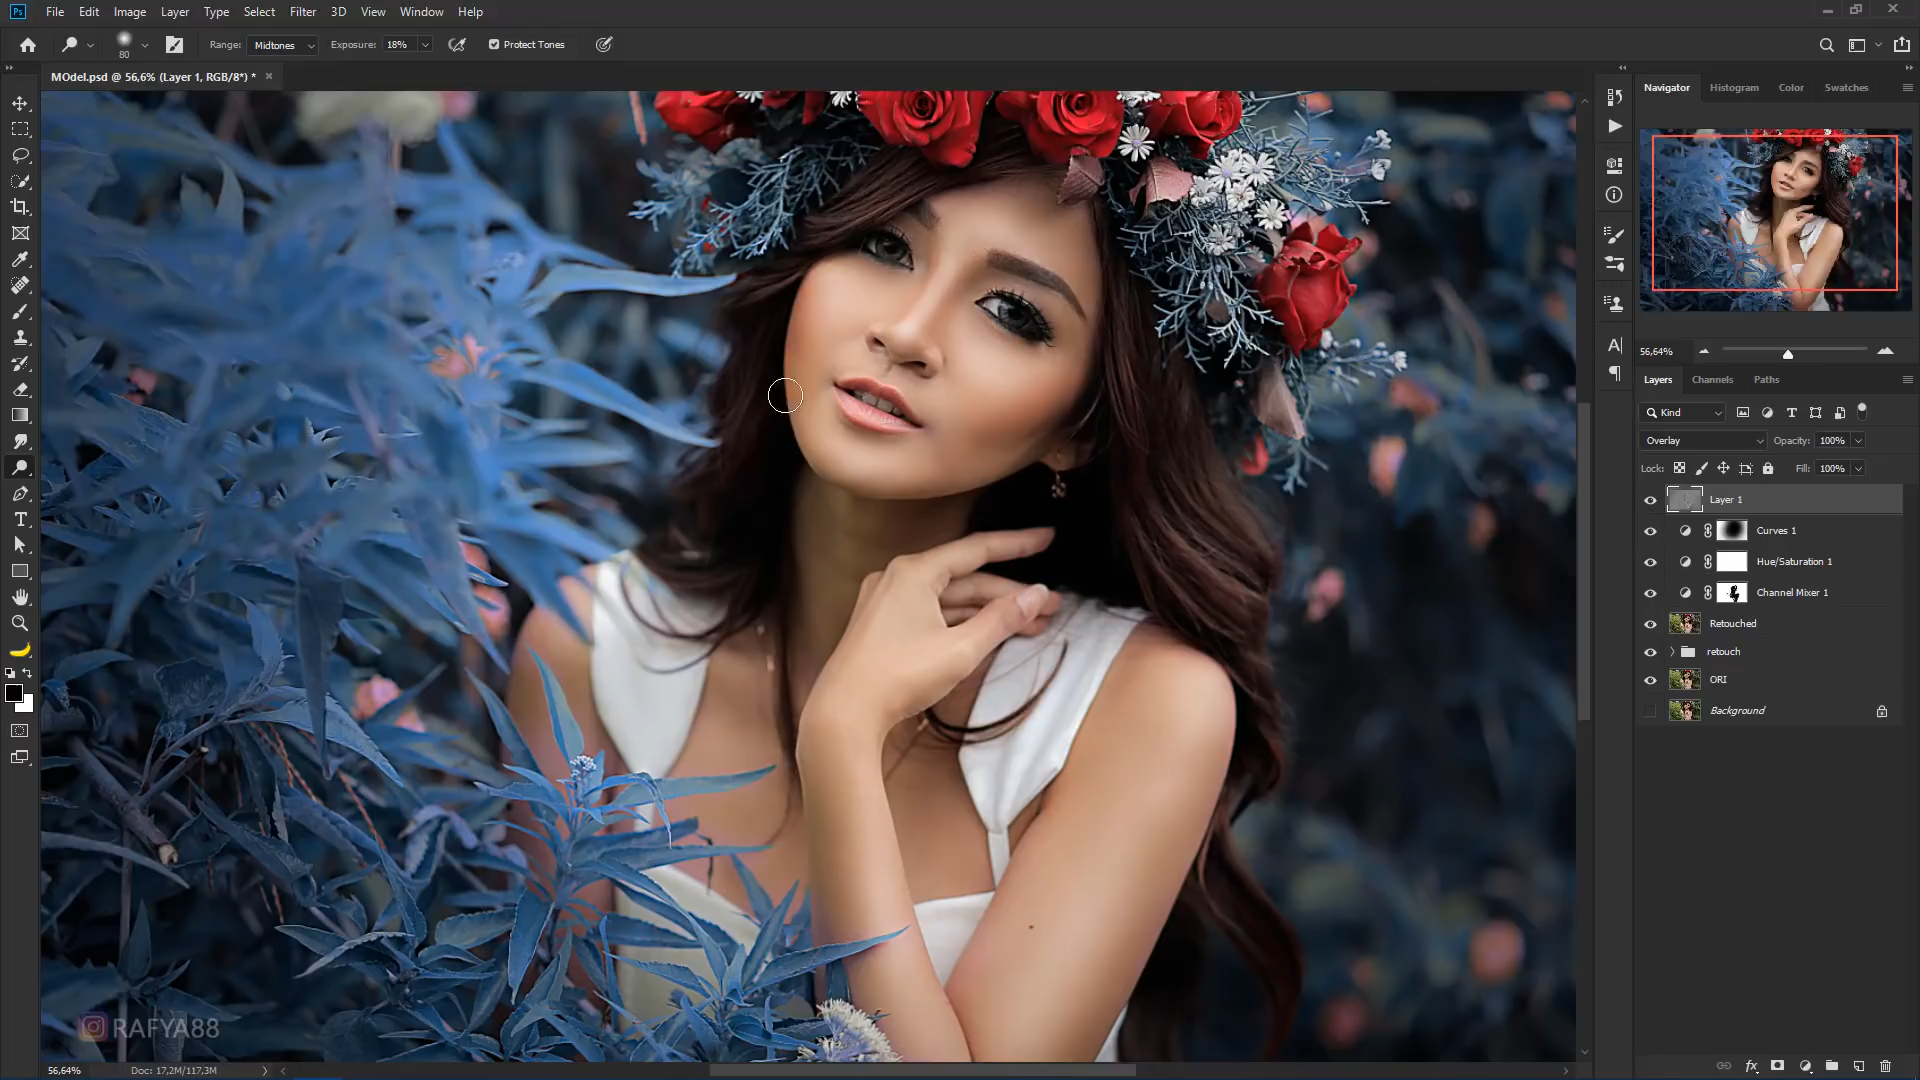 Ps File Edit Image Layer Type Select Filter 3D View Window Help
80 Range: Midtones Exposure: 18% Protect Tones
MOdel.psd @ 56,6% (Layer 1, RGB/8*) * ×
Navigator Histogram Color Swatches
56,64%
Layers Channels Paths
Kind
Overlay Opacity: 100%
Lock: Fill: 100%
Layer 1
Curves 1
Hue/Saturation 1
Channel Mixer 1
Retouched
retouch
ORI
Background
RAFYA88
56,64% Doc: 17,2M/117,3M